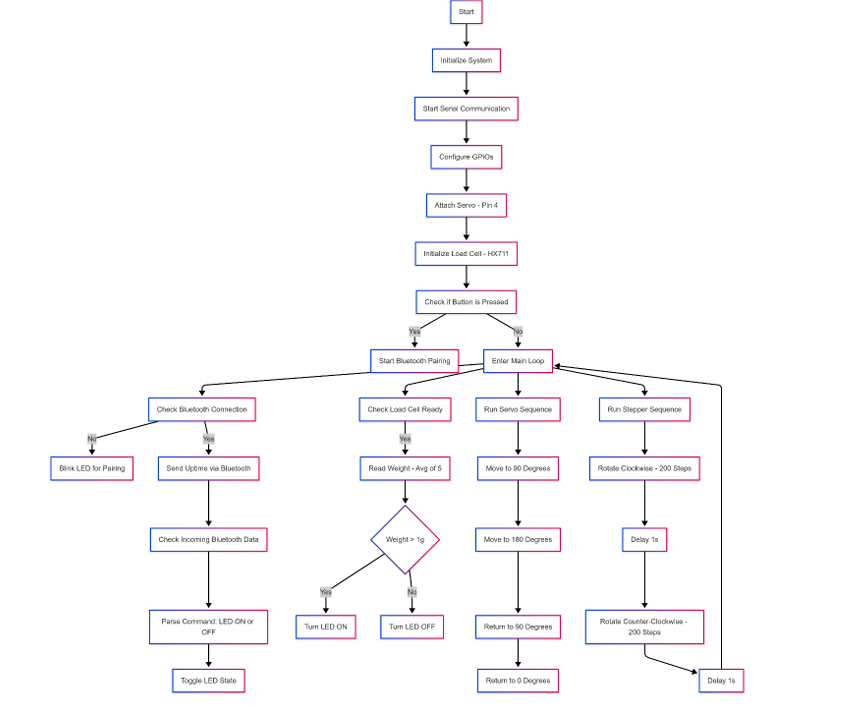 Start
Initialize System
Start Serial Communication
Configure GPIOs
Attach Servo - Pin 4
Initialize Load Cell - HX711
Check if Button is Pressed
Yes
No
Start Bluetooth Pairing
Enter Main Loop
Check Bluetooth Connection
Check Load Cell Ready
Run Servo Sequence
Run Stepper Sequence
No
Yes
Yes
Blink LED for Pairing
Send Uptime via Bluetooth
Read Weight - Avg of 5
Move to 90 Degrees
Rotate Clockwise - 200 Steps
Check Incoming Bluetooth Data
Weight > 1g
Move to 180 Degrees
Delay 1s
Yes
No
Parse Command: LED ON or
OFF
Turn LED ON
Turn LED OFF
Return to 90 Degrees
Rotate Counter-Clockwise -
200 Steps
Toggle LED State
Return to 0 Degrees
Delay 1s